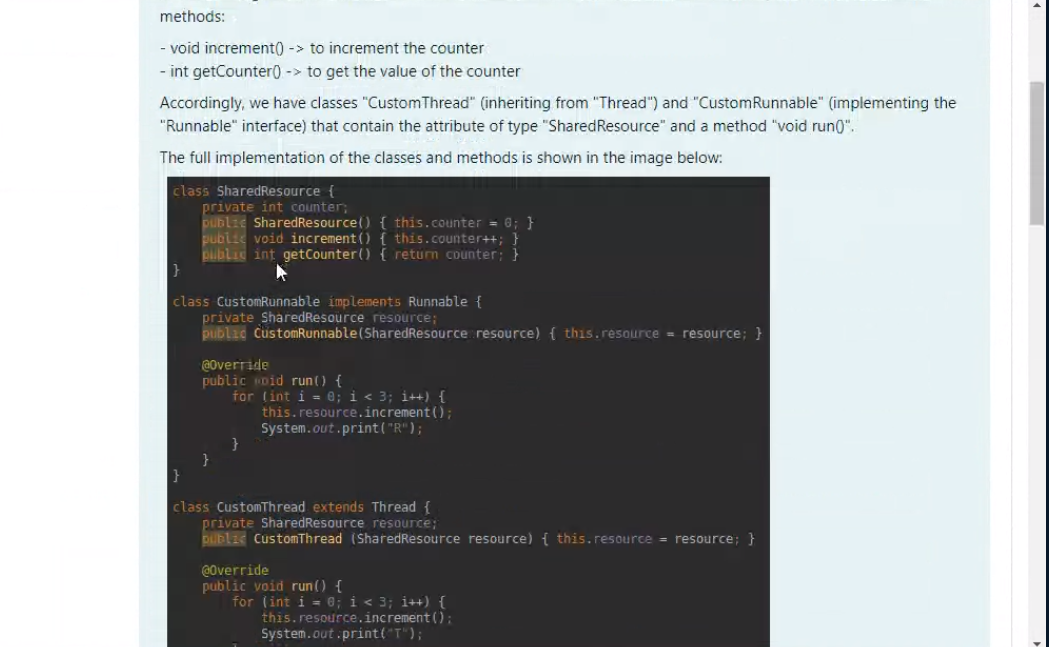 methods:
- void increment() -> to increment the counter
- int getCounter() -> to get the value of the counter
Accordingly, we have classes "CustomThread" (inheriting from "Thread") and "CustomRunnable" (implementing the
"Runnable" interface) that contain the attribute of type "SharedResource" and a method "void run()".
The full implementation of the classes and methods is shown in the image below:
class SharedResource {
private int counter;
public SharedResource() { this.counter = 0; }
public void increment() { this.counter++; }
public int getCounter() { return counter; }
}
class CustomRunnable implements Runnable {
private SharedResource resource;
public CustomRunnable(SharedResource resource) { this.resource = resource; }
@Override
public void run() {
for (int i = 0; i < 3; i++) {
this.resource.increment();
System.out.print("R");
}
}
}
class CustomThread extends Thread {
private SharedResource resource;
public CustomThread (SharedResource resource) { this.resource = resource; }
@Override
public void run() {
for (int i = 0; i < 3; i++) {
this.resource.increment();
System.out.print("T");